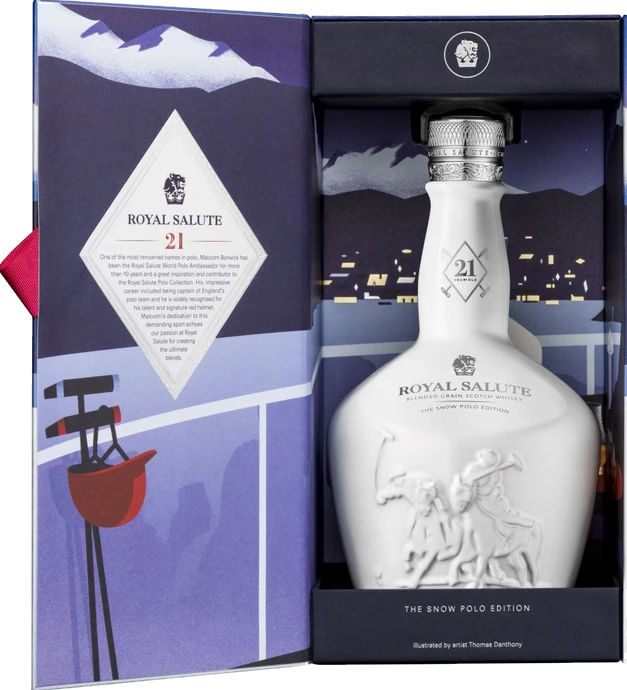 ROYAL SALUTE
21
One of the most renowned names in polo, Malcolm Borwick has
been the Royal Salute World Polo Ambassador for more
than 10 years and a great inspiration and contributor to
the Royal Salute Polo Collection. His impressive
career included being captain of England's
polo team and he is widely recognised for
his talent and signature red helmet.
Malcolm's dedication to this
demanding sport echoes
our passion at Royal
Salute for creating
the ultimate
blends.
ROYAL SALUTE
21
YEARS OLD
ROYAL SALUTE
BLENDED GRAIN SCOTCH WHISKY
THE SNOW POLO EDITION
THE SNOW POLO EDITION
Illustrated by artist Thomas Danthony